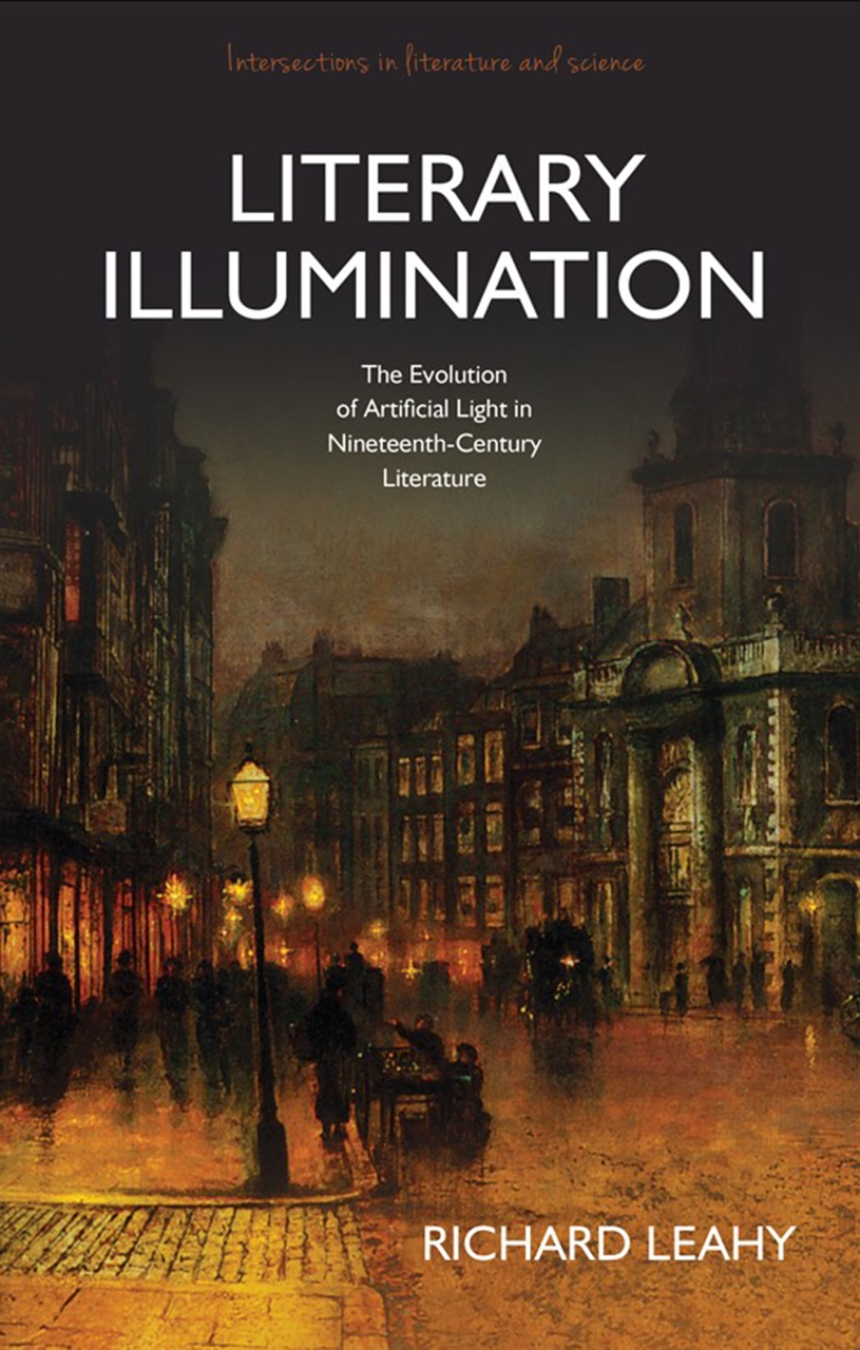 Intersections in literature and science
LITERARY
ILLUMINATION
The Evolution
of Artificial Light in
Nineteenth-Century
Literature
RICHARD LEAHY